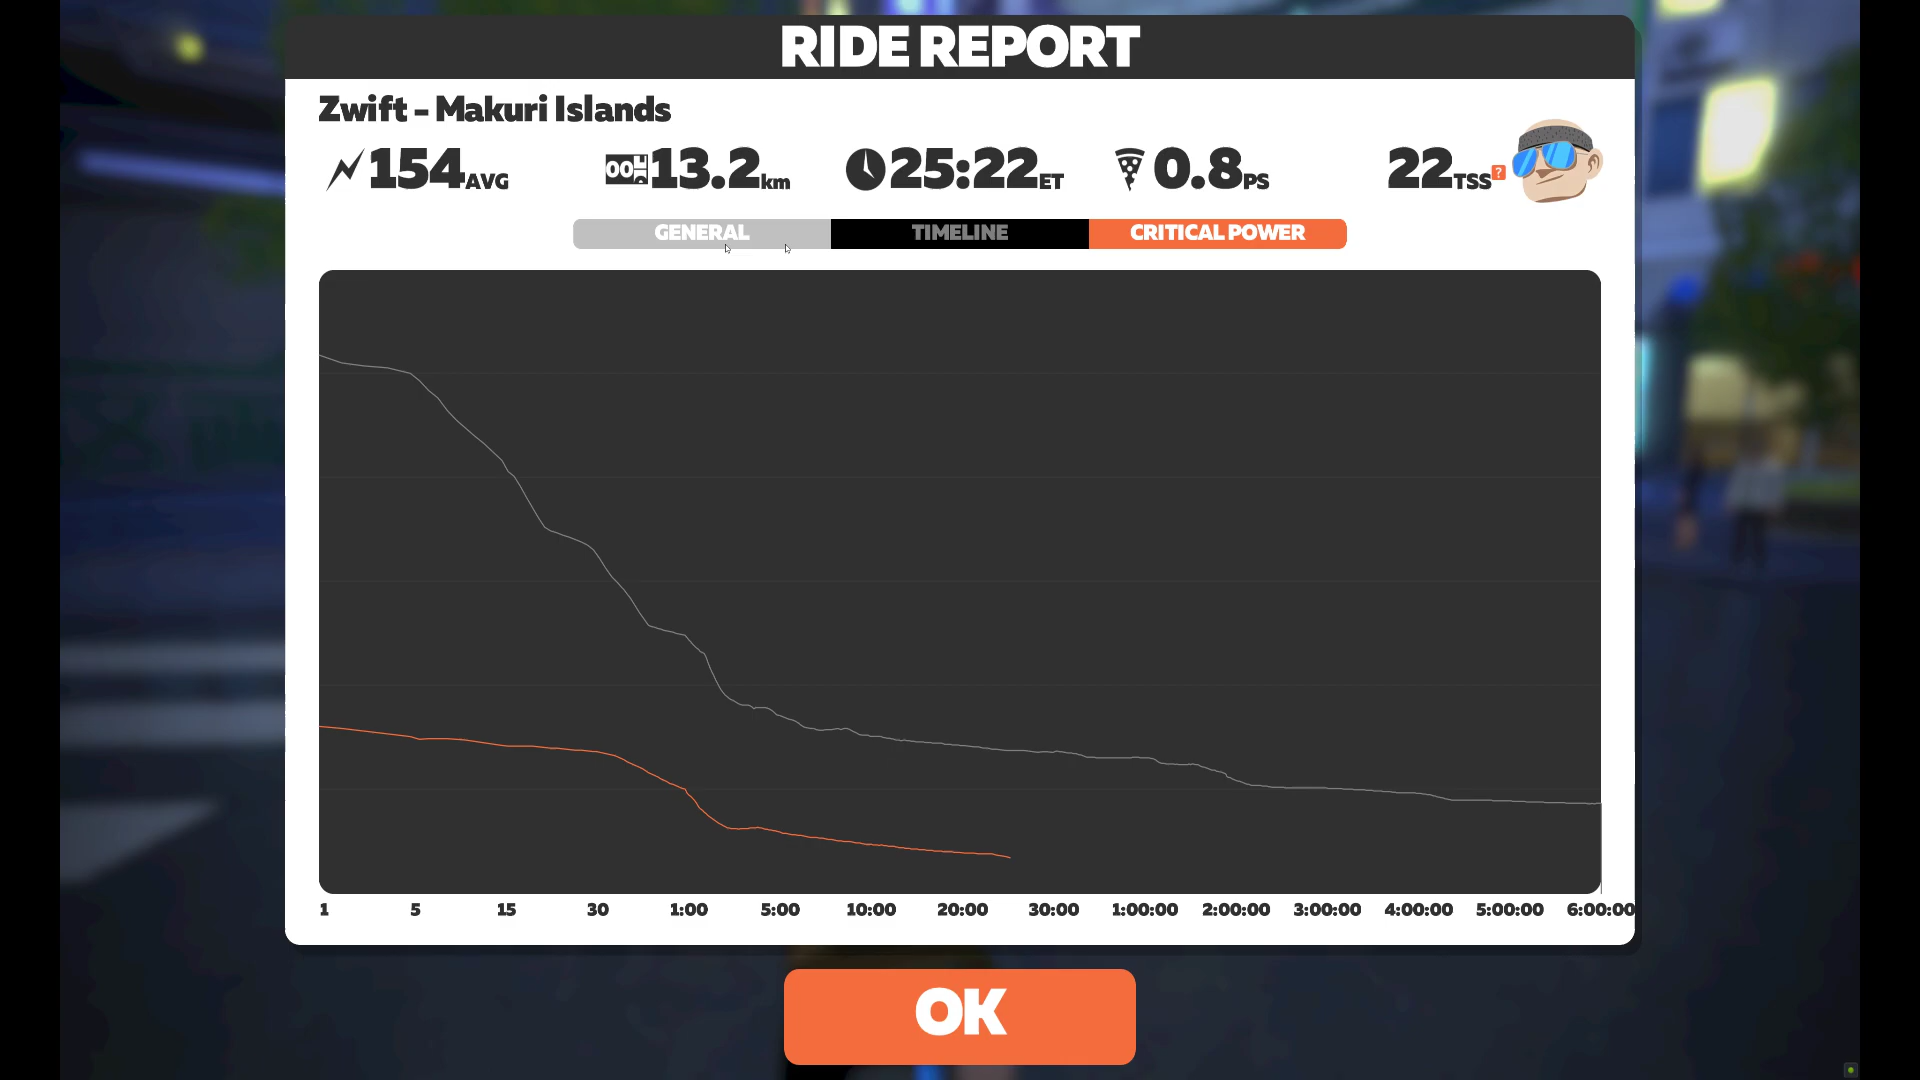 RIDE REPORT
Zwift - Makuri Islands
154AVG 13.2km 25:22ET 0.8PS 22TSS?
GENERAL TIMELINE CRITICAL POWER
1 5 15 30 1:00 5:00 10:00 20:00 30:00 1:00:00 2:00:00 3:00:00 4:00:00 5:00:00 6:00:00
OK